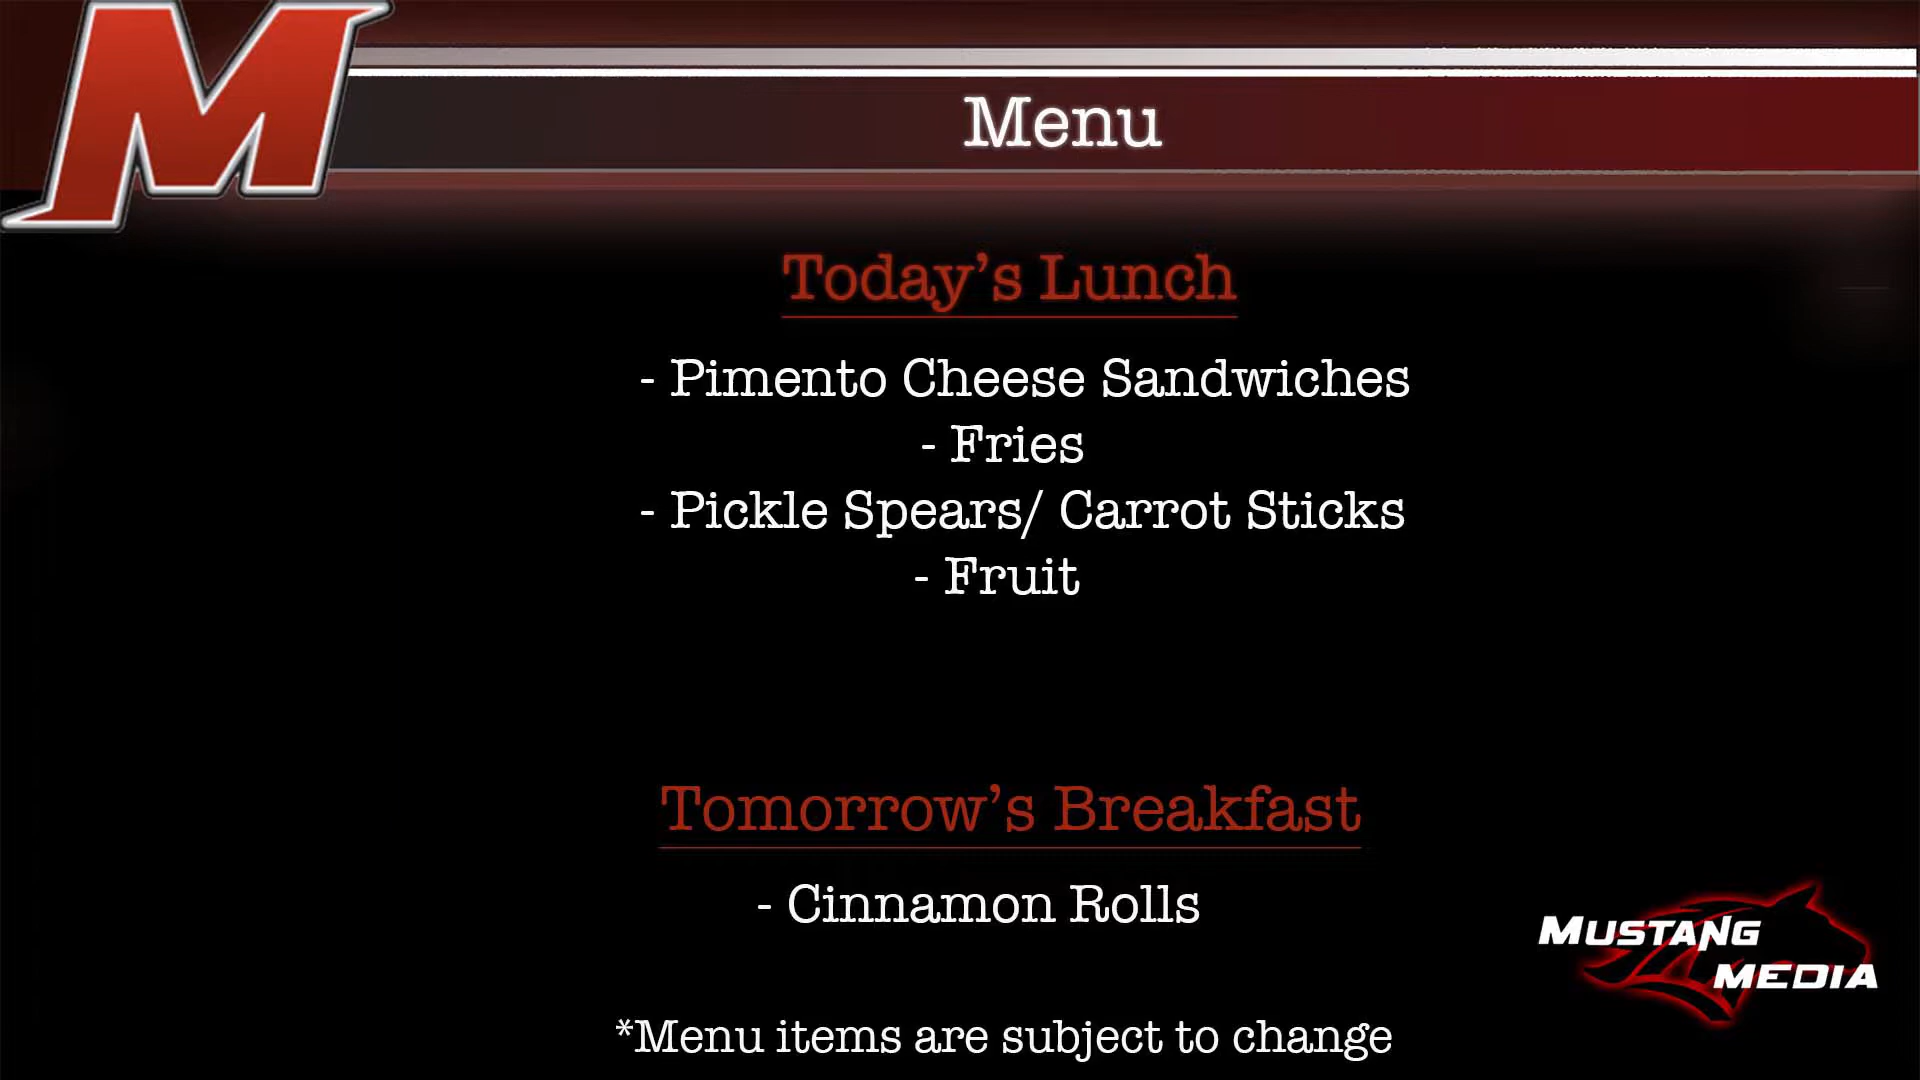 M
Menu
Today’s Lunch
- Pimento Cheese Sandwiches
- Fries
- Pickle Spears/ Carrot Sticks
- Fruit
Tomorrow’s Breakfast
- Cinnamon Rolls
MUSTANG
MEDIA
*Menu items are subject to change